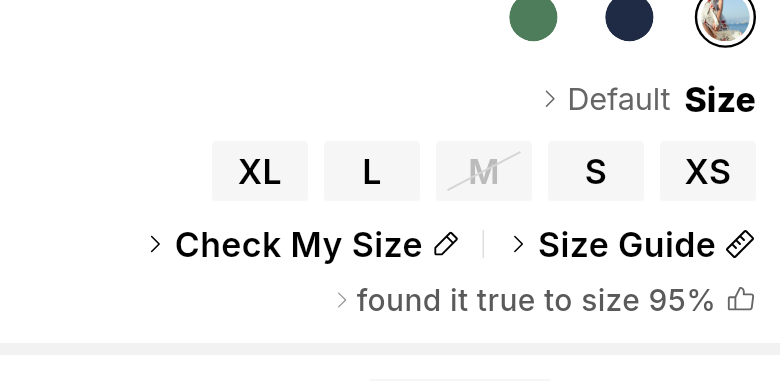 Size Default
XS S M L XL
Size Guide Check My Size
95% found it true to size